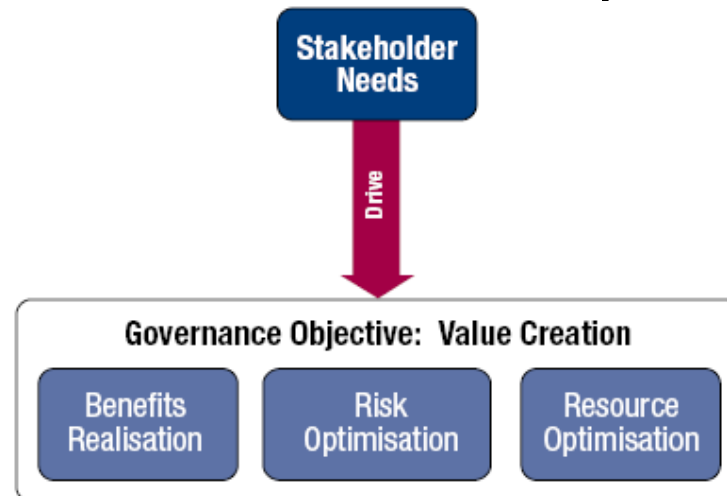 Stakeholder
Needs
Drive
Governance Objective: Value Creation
Benefits
Realisation
Risk
Optimisation
Resource
Optimisation